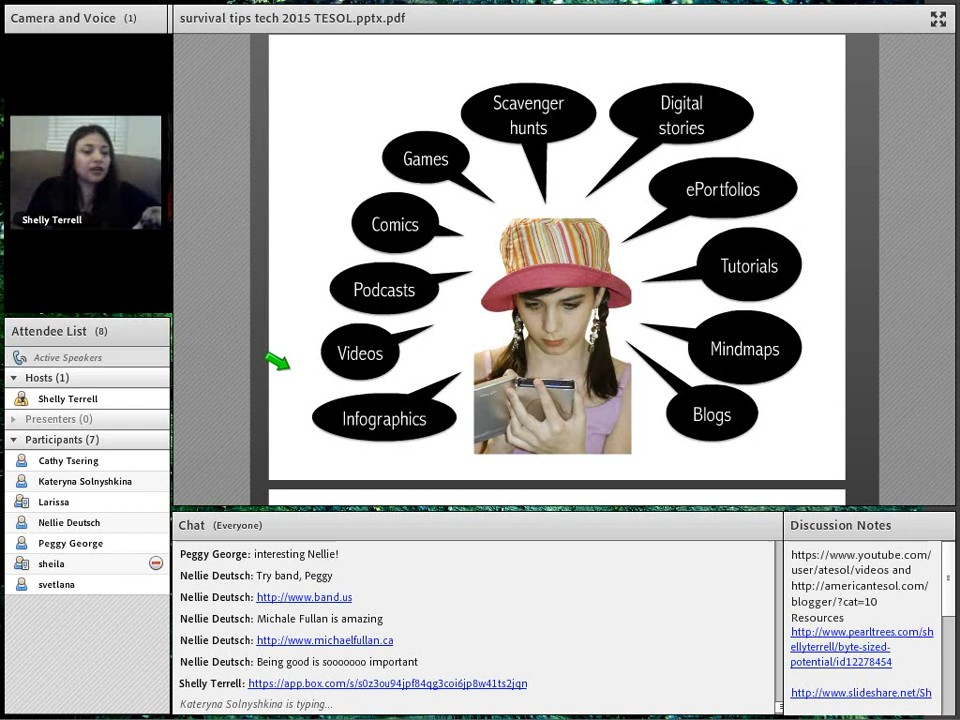 Camera and Voice (1)
survival tips tech 2015 TESOL.pptx.pdf
Shelly Terrell
Scavenger
hunts
Digital
stories
Games
ePortfolios
Comics
Tutorials
Podcasts
Videos
Mindmaps
Infographics
Blogs
Attendee List (8)
Active Speakers
Hosts (1)
Shelly Terrell
Presenters (0)
Participants (7)
Cathy Tsering
Kateryna Solnyshkina
Larissa
Nellie Deutsch
Peggy George
sheila
svetlana
Chat (Everyone)
Peggy George: interesting Nellie!
Nellie Deutsch: Try band, Peggy
Nellie Deutsch: http://www.band.us
Nellie Deutsch: Michale Fullan is amazing
Nellie Deutsch: http://www.michaelfullan.ca
Nellie Deutsch: Being good is sooooooo important
Shelly Terrell: https://app.box.com/s/s0z3ou94jpf84qg3coi6jp8w41ts2jqn
Kateryna Solnyshkina is typing...
Discussion Notes
https://www.youtube.com/
user/atesol/videos and
http://americantesol.com/
blogger/?cat=10
Resources
http://www.pearltrees.com/sh
ellyterrell/byte-sized-
potential/id12278454
http://www.slideshare.net/Sh